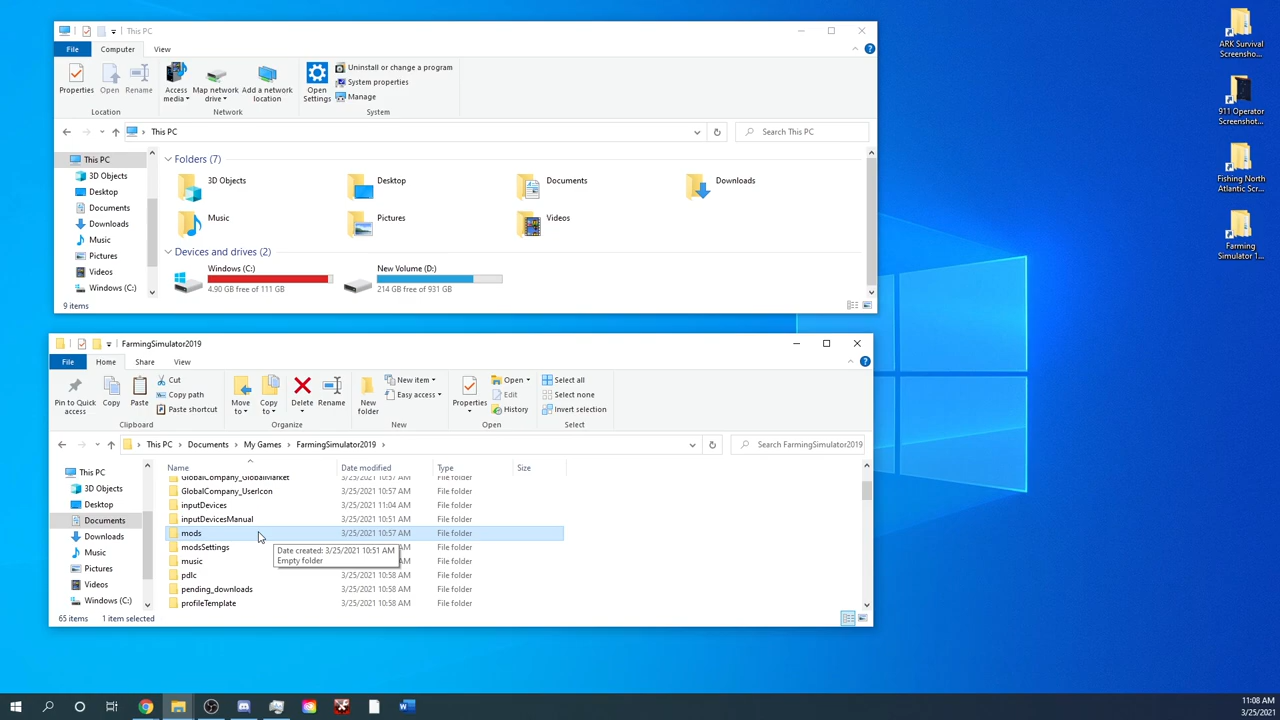 This PC
File Computer View
Properties Open Rename Access media Map network drive Add a network location Open Settings Uninstall or change a program
System properties
Manage
Location Network System
This PC Search This PC
This PC
3D Objects
Desktop
Documents
Downloads
Music
Pictures
Videos
Windows (C:)
Folders (7)
3D Objects Desktop Documents Downloads
Music Pictures Videos
Devices and drives (2)
Windows (C:) New Volume (D:)
4.90 GB free of 111 GB 214 GB free of 931 GB
9 items
ARK Survival
Screensho...
911 Operator
Screenshot...
Fishing North
Atlantic Scr...
Farming
Simulator 1...
FarmingSimulator2019
File Home Share View
Pin to Quick access Copy Paste Cut
Copy path
Paste shortcut
Move to Copy to Delete Rename New folder New item
Easy access
Properties Open
Edit
History
Select all
Select none
Invert selection
Clipboard Organize New Open Select
This PC › Documents › My Games › FarmingSimulator2019 › Search FarmingSimulator2019
This PC
3D Objects
Desktop
Documents
Downloads
Music
Pictures
Videos
Windows (C:)
Name Date modified Type Size
GlobalCompany_GlobalMarket 3/25/2021 10:57 AM File folder
GlobalCompany_UserIcon 3/25/2021 10:57 AM File folder
inputDevices 3/25/2021 11:04 AM File folder
inputDevicesManual 3/25/2021 10:51 AM File folder
mods 3/25/2021 10:57 AM File folder
modsSettings File folder
music File folder
pdlc 3/25/2021 10:58 AM File folder
pending_downloads 3/25/2021 10:58 AM File folder
profileTemplate 3/25/2021 10:58 AM File folder
Date created: 3/25/2021 10:51 AM
Empty folder
65 items 1 item selected
11:08 AM
3/25/2021